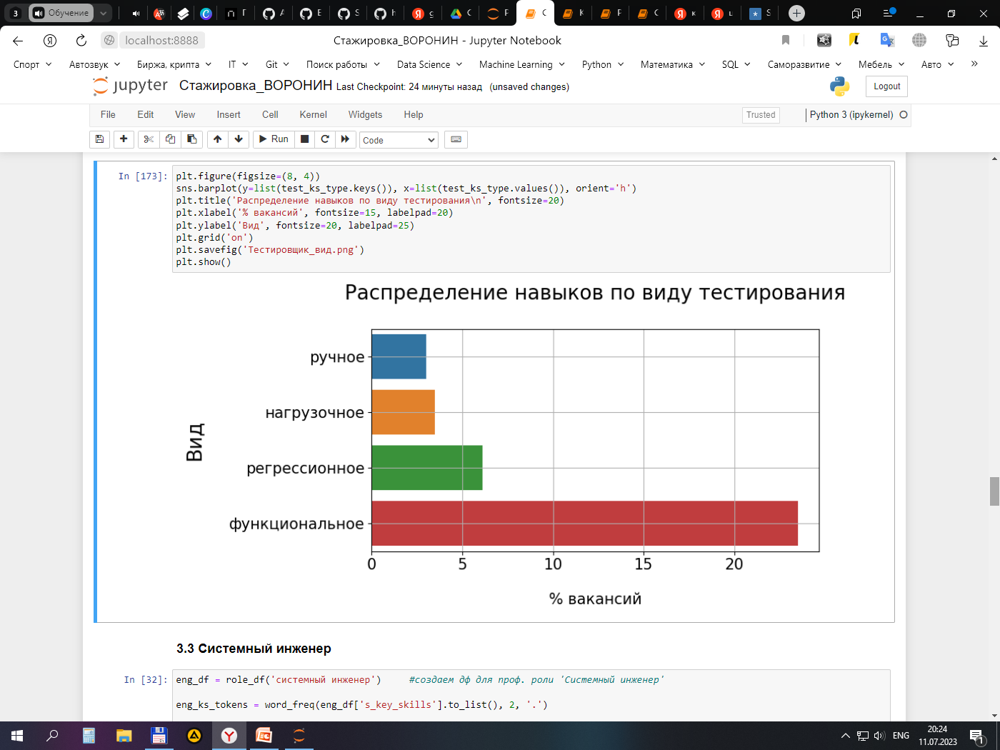 3 Обучение
localhost:8888
Стажировка_ВОРОНИН - Jupyter Notebook
Спорт Автозвук Биржа, крипта IT Git Поиск работы Data Science Machine Learning Python Математика SQL Саморазвитие Мебель Авто »
jupyter Стажировка_ВОРОНИН Last Checkpoint: 24 минуты назад (unsaved changes)
Logout
File Edit View Insert Cell Kernel Widgets Help
Trusted
Python 3 (ipykernel)
Run
Code
In [173]:
plt.figure(figsize=(8, 4))
sns.barplot(y=list(test_ks_type.keys()), x=list(test_ks_type.values()), orient='h')
plt.title('Распределение навыков по виду тестирования\n', fontsize=20)
plt.xlabel('% вакансий', fontsize=15, labelpad=20)
plt.ylabel('Вид', fontsize=20, labelpad=25)
plt.grid('on')
plt.savefig('Тестировщик_вид.png')
plt.show()
Распределение навыков по виду тестирования
Вид
ручное
нагрузочное
регрессионное
функциональное
0 5 10 15 20
% вакансий
3.3 Системный инженер
In [32]:
eng_df = role_df('системный инженер') #создаем дф для проф. роли 'Системный инженер'
eng_ks_tokens = word_freq(eng_df['s_key_skills'].to_list(), 2, '.')
ENG
20:24
11.07.2023
1